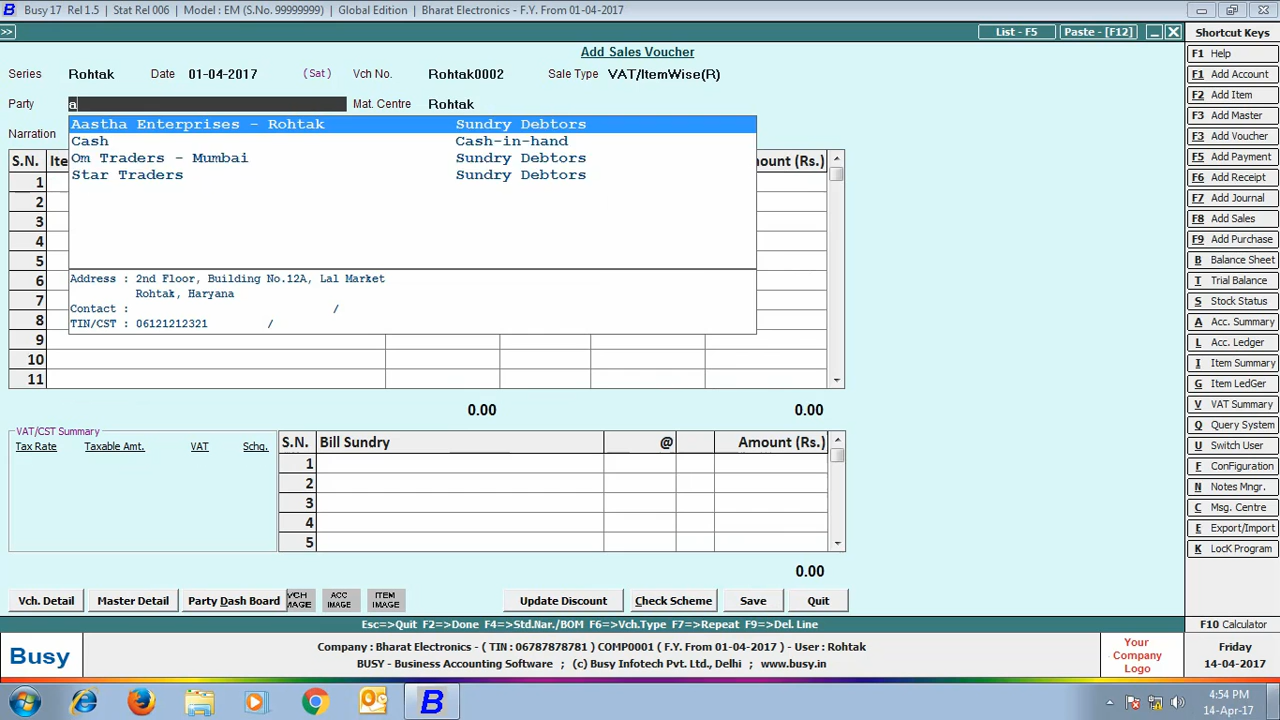 Busy 17 Rel 1.5 | Stat Rel 006 | Model : EM (S.No. 99999999) | Global Edition | Bharat Electronics - F.Y. From 01-04-2017
>> List - F5 Paste - [F12]
Add Sales Voucher
Series Rohtak Date 01-04-2017 (Sat) Vch No. Rohtak0002 Sale Type VAT/ItemWise(R)
Party a Mat. Centre Rohtak
Narration
Aastha Enterprises - Rohtak Sundry Debtors
Cash Cash-in-hand
Om Traders - Mumbai Sundry Debtors
Star Traders Sundry Debtors
Address : 2nd Floor, Building No.12A, Lal Market
Rohtak, Haryana
Contact : /
TIN/CST : 06121212321 /
S.N. Ite ount (Rs.)
1
2
3
4
5
6
7
8
9
10
11
0.00 0.00
VAT/CST Summary
Tax Rate Taxable Amt. VAT Schg.
S.N. Bill Sundry @ Amount (Rs.)
1
2
3
4
5
0.00
Vch. Detail Master Detail Party Dash Board VCH IMAGE ACC IMAGE ITEM IMAGE Update Discount Check Scheme Save Quit
Esc=>Quit F2=>Done F4=>Std.Nar./BOM F6=>Vch.Type F7=>Repeat F9=>Del. Line
Busy
Company : Bharat Electronics - ( TIN : 06787878781 ) COMP0001 ( F.Y. From 01-04-2017 ) - User : Rohtak
BUSY - Business Accounting Software ; (c) Busy Infotech Pvt. Ltd., Delhi ; www.busy.in
Your
Company
Logo
Shortcut Keys
F1 Help
F1 Add Account
F2 Add Item
F3 Add Master
F3 Add Voucher
F5 Add Payment
F6 Add Receipt
F7 Add Journal
F8 Add Sales
F9 Add Purchase
B Balance Sheet
T Trial Balance
S Stock Status
A Acc. Summary
L Acc. Ledger
I Item Summary
G Item LedGer
V VAT Summary
Q Query System
U Switch User
F Configuration
N Notes Mngr.
C Msg. Centre
E Export/Import
K LocK Program
F10 Calculator
Friday
14-04-2017
4:54 PM
14-Apr-17